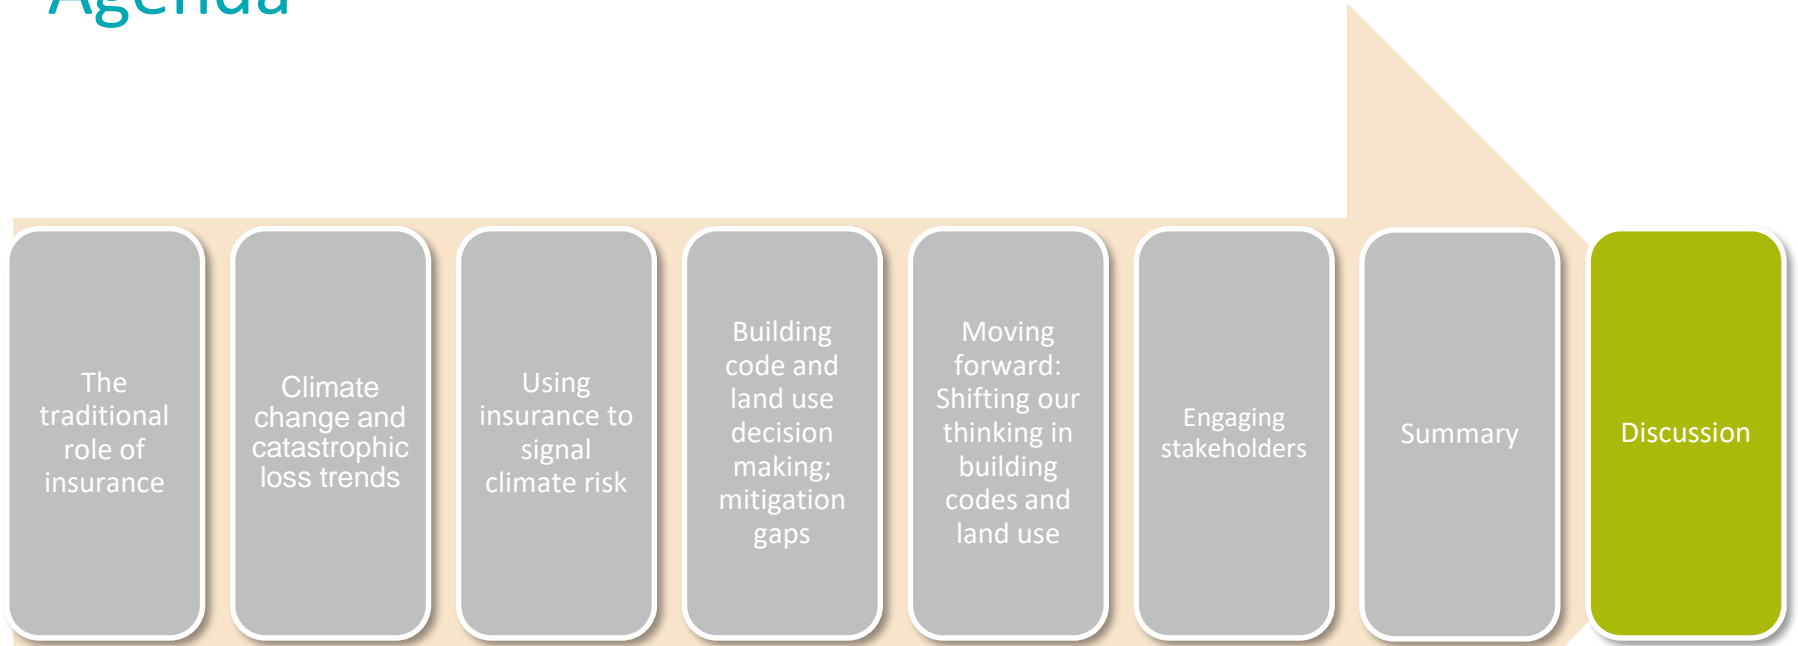 Agenda
The
traditional
role of
insurance
Climate
change and
catastrophic
loss trends
Using
insurance to
signal
climate risk
Building
code and
land use
decision
making;
mitigation
gaps
Moving
forward:
Shifting our
thinking in
building
codes and
land use
Engaging
stakeholders
Summary
Discussion